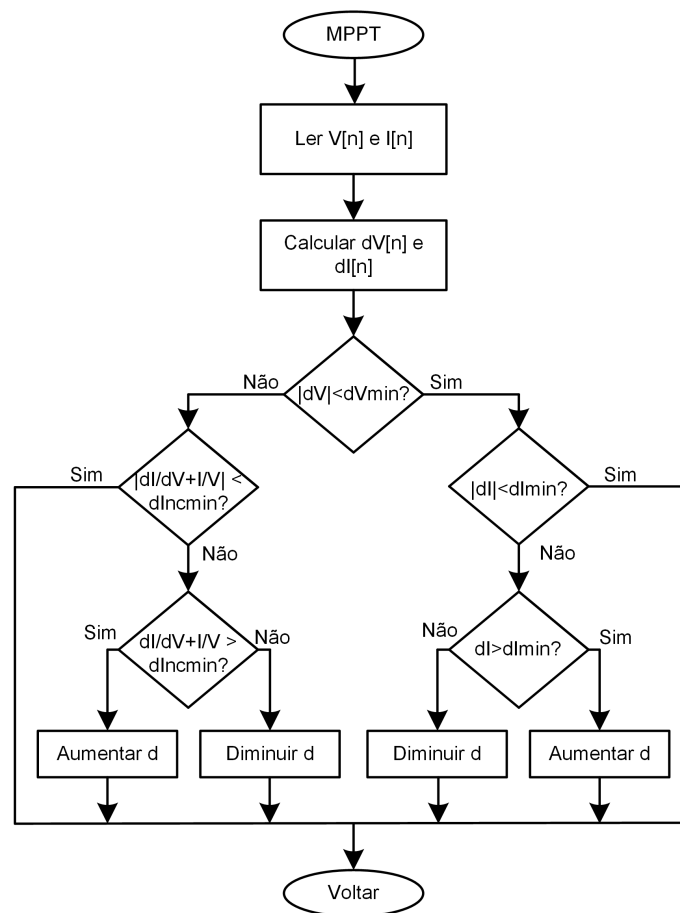 MPPT
Ler V[n] e I[n]
Calcular dV[n] e
dI[n]
|dV|<dVmin?
Não
Sim
|dI/dV+I/V| <
dIncmin?
Sim
Não
|dI|<dImin?
Sim
Não
dI/dV+I/V >
dIncmin?
Sim
Não
dI>dImin?
Não
Sim
Aumentar d
Diminuir d
Diminuir d
Aumentar d
Voltar